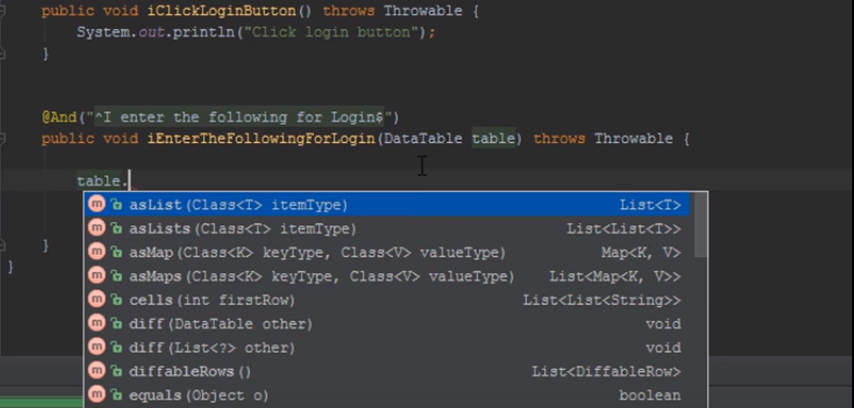 public void iClickLoginButton() throws Throwable {
System.out.println("Click login button");
}
@And("^I enter the following for Login$")
public void iEnterTheFollowingForLogin(DataTable table) throws Throwable {
table.
m asList(Class<T> itemType) List<T>
m asLists(Class<T> itemType) List<List<T>>
m asMap(Class<K> keyType, Class<V> valueType) Map<K, V>
m asMaps(Class<K> keyType, Class<V> valueType) List<Map<K, V>>
m cells(int firstRow) List<List<String>>
m diff(DataTable other) void
m diff(List<?> other) void
m diffableRows() List<DiffableRow>
m equals(Object o) boolean
}
}